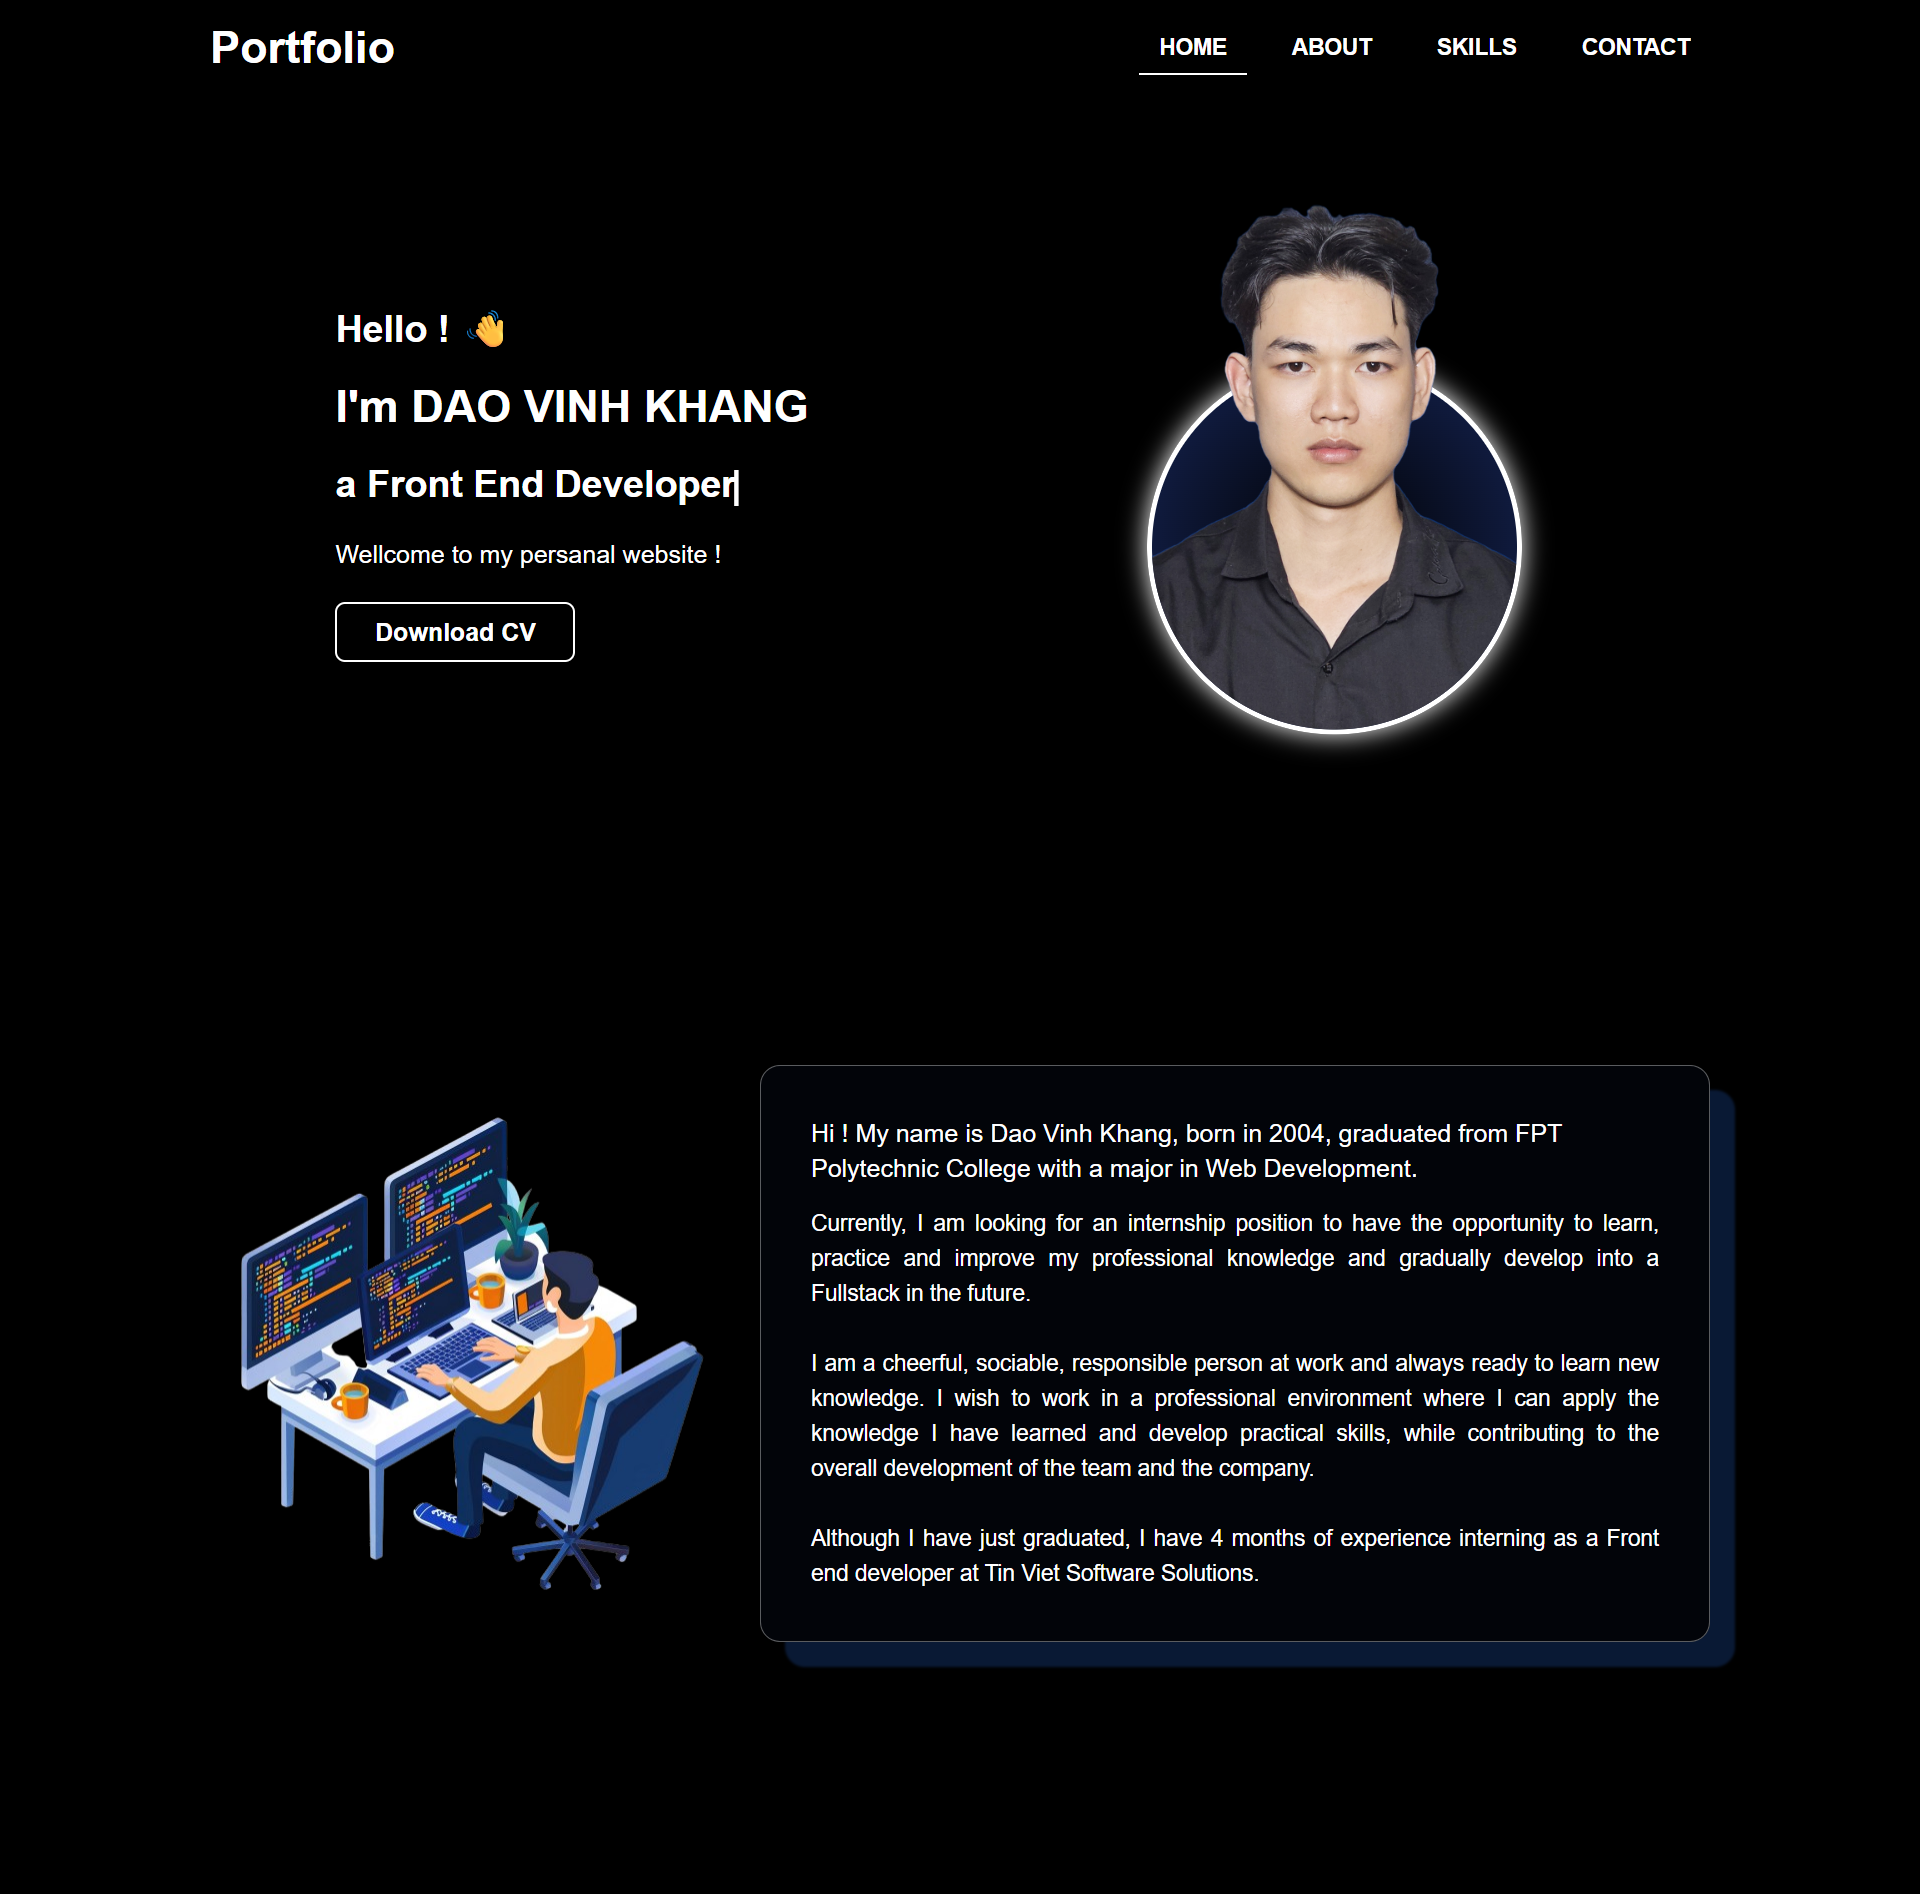 Portfolio
HOME ABOUT SKILLS CONTACT
Hello ! 👋
I'm DAO VINH KHANG
a Front End Developer|
Wellcome to my persanal website !
Download CV
Hi ! My name is Dao Vinh Khang, born in 2004, graduated from FPT
Polytechnic College with a major in Web Development.
Currently, I am looking for an internship position to have the opportunity to learn,
practice and improve my professional knowledge and gradually develop into a
Fullstack in the future.
I am a cheerful, sociable, responsible person at work and always ready to learn new
knowledge. I wish to work in a professional environment where I can apply the
knowledge I have learned and develop practical skills, while contributing to the
overall development of the team and the company.
Although I have just graduated, I have 4 months of experience interning as a Front
end developer at Tin Viet Software Solutions.